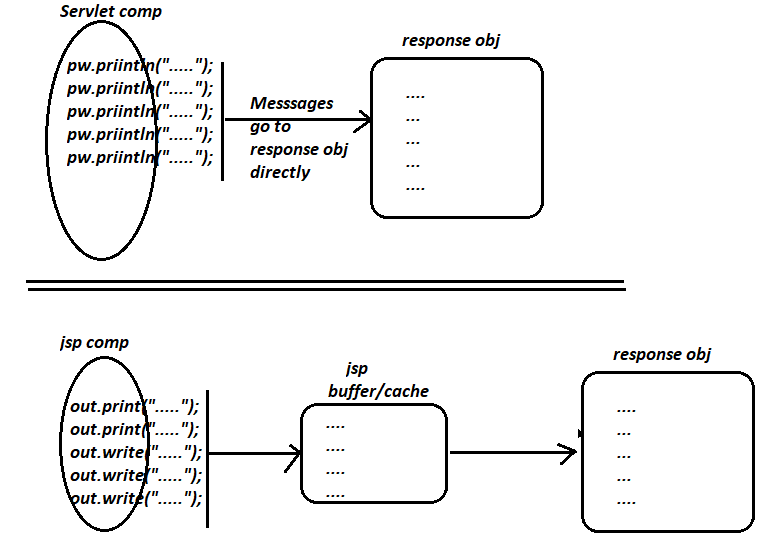 Servlet comp
response obj
pw.priintln(".....");
pw.priintln(".....");
pw.priintln(".....");
pw.priintln(".....");
pw.priintln(".....");
Messsages
go to
response obj
directly
....
...
...
...
....
jsp comp
jsp
buffer/cache
response obj
out.print(".....");
out.print(".....");
out.write(".....");
out.write(".....");
out.write(".....");
....
....
....
....
....
...
...
...
....